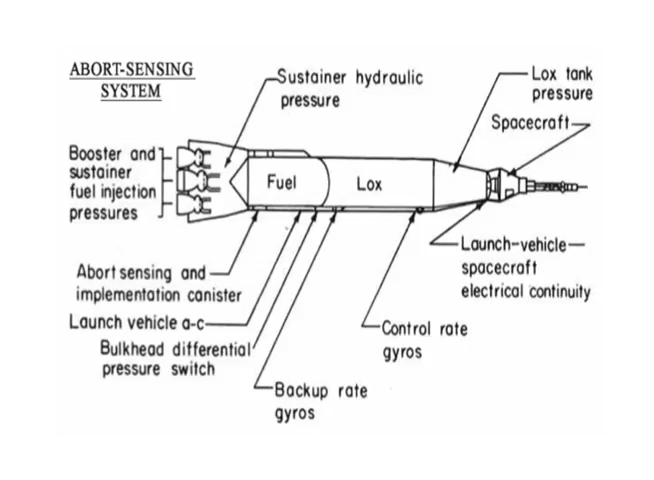 ABORT-SENSING
SYSTEM
Sustainer hydraulic
pressure
Lox tank
pressure
Spacecraft
Booster and
sustainer
fuel injection
pressures
Fuel
Lox
Abort sensing and
implementation canister
Launch vehicle a-c
Bulkhead differential
pressure switch
Backup rate
gyros
Control rate
gyros
Launch-vehicle-
spacecraft
electrical continuity